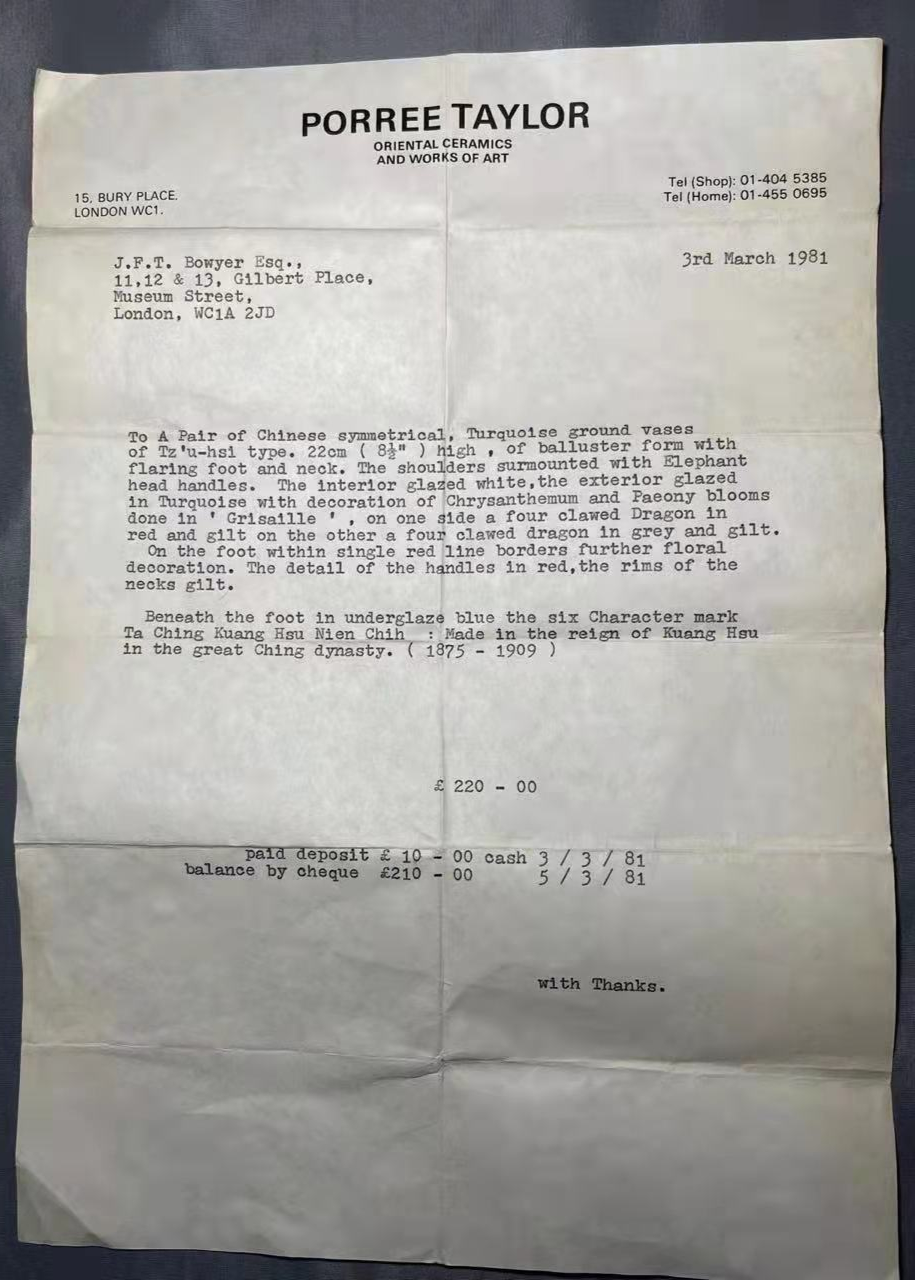 PORREE TAYLOR
ORIENTAL CERAMICS
AND WORKS OF ART
15, BURY PLACE.
LONDON WC1.
Tel (Shop): 01-404 5385
Tel (Home): 01-455 0695
J.F.T. Bowyer Esq.,
11,12 & 13, Gilbert Place,
Museum Street,
London, WC1A 2JD
3rd March 1981
To A Pair of Chinese symmetrical, Turquoise ground vases
of Tz'u-hsi type. 22cm ( 8½" ) high , of balluster form with
flaring foot and neck. The shoulders surmounted with Elephant
head handles. The interior glazed white,the exterior glazed
in Turquoise with decoration of Chrysanthemum and Paeony blooms
done in ' Grisaille ' , on one side a four clawed Dragon in
red and gilt on the other a four clawed dragon in grey and gilt.
On the foot within single red line borders further floral
decoration. The detail of the handles in red,the rims of the
necks gilt.
Beneath the foot in underglaze blue the six Character mark
Ta Ching Kuang Hsu Nien Chih : Made in the reign of Kuang Hsu
in the great Ching dynasty. ( 1875 - 1909 )
£ 220 - 00
paid deposit £ 10 - 00 cash 3 / 3 / 81
balance by cheque £210 - 00 5 / 3 / 81
with Thanks.